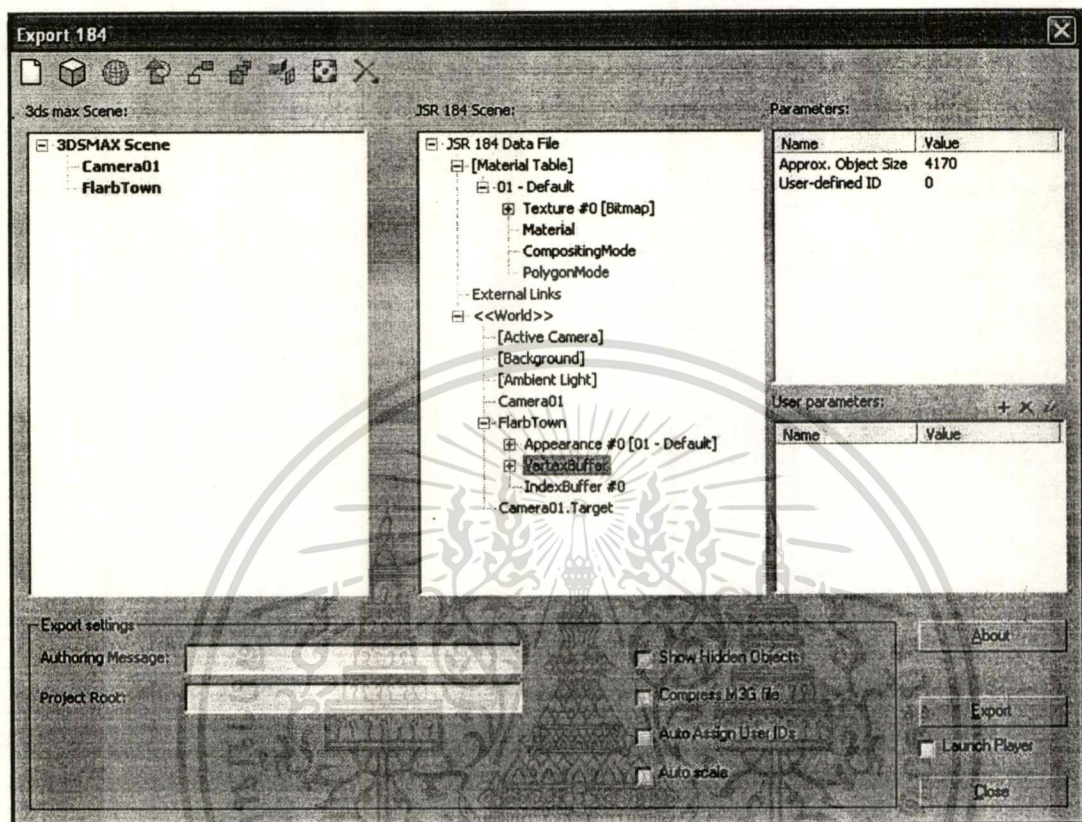 Export 184
3ds max Scene:
3DSMAX Scene
Camera01
FlarbTown
JSR 184 Scene:
JSR 184 Data File
[Material Table]
01 - Default
Texture #0 [Bitmap]
Material
CompositingMode
PolygonMode
External Links
<<World>>
[Active Camera]
[Background]
[Ambient Light]
Camera01
FlarbTown
Appearance #0 [01 - Default]
VertexBuffer
IndexBuffer #0
Camera01.Target
Parameters:
Name Value
Approx. Object Size 4170
User-defined ID 0
User parameters:
Name Value
Export settings
Authoring Message:
Project Root:
Show Hidden Objects
Compress M3G file
Auto Assign User IDs
Auto scale
About
Export
Launch Player
Close